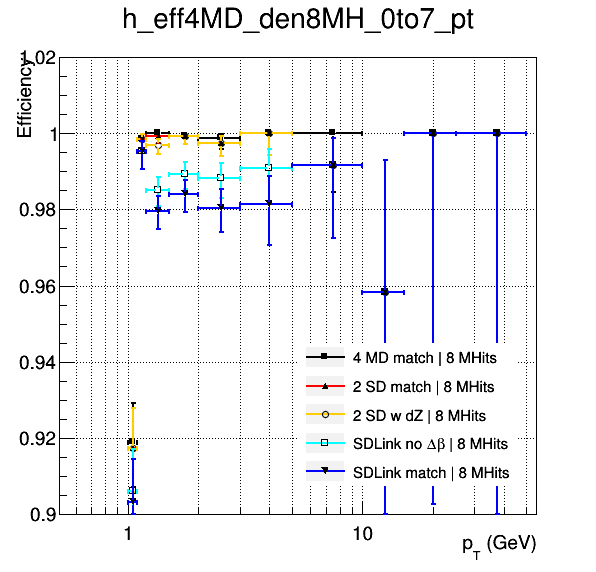 h_eff4MD_den8MH_0to7_pt
Efficiency
1.02
1
0.98
0.96
0.94
0.92
0.9
4 MD match | 8 MHits
2 SD match | 8 MHits
2 SD w dZ | 8 MHits
SDLink no Δβ | 8 MHits
SDLink match | 8 MHits
1
10
p_T (GeV)